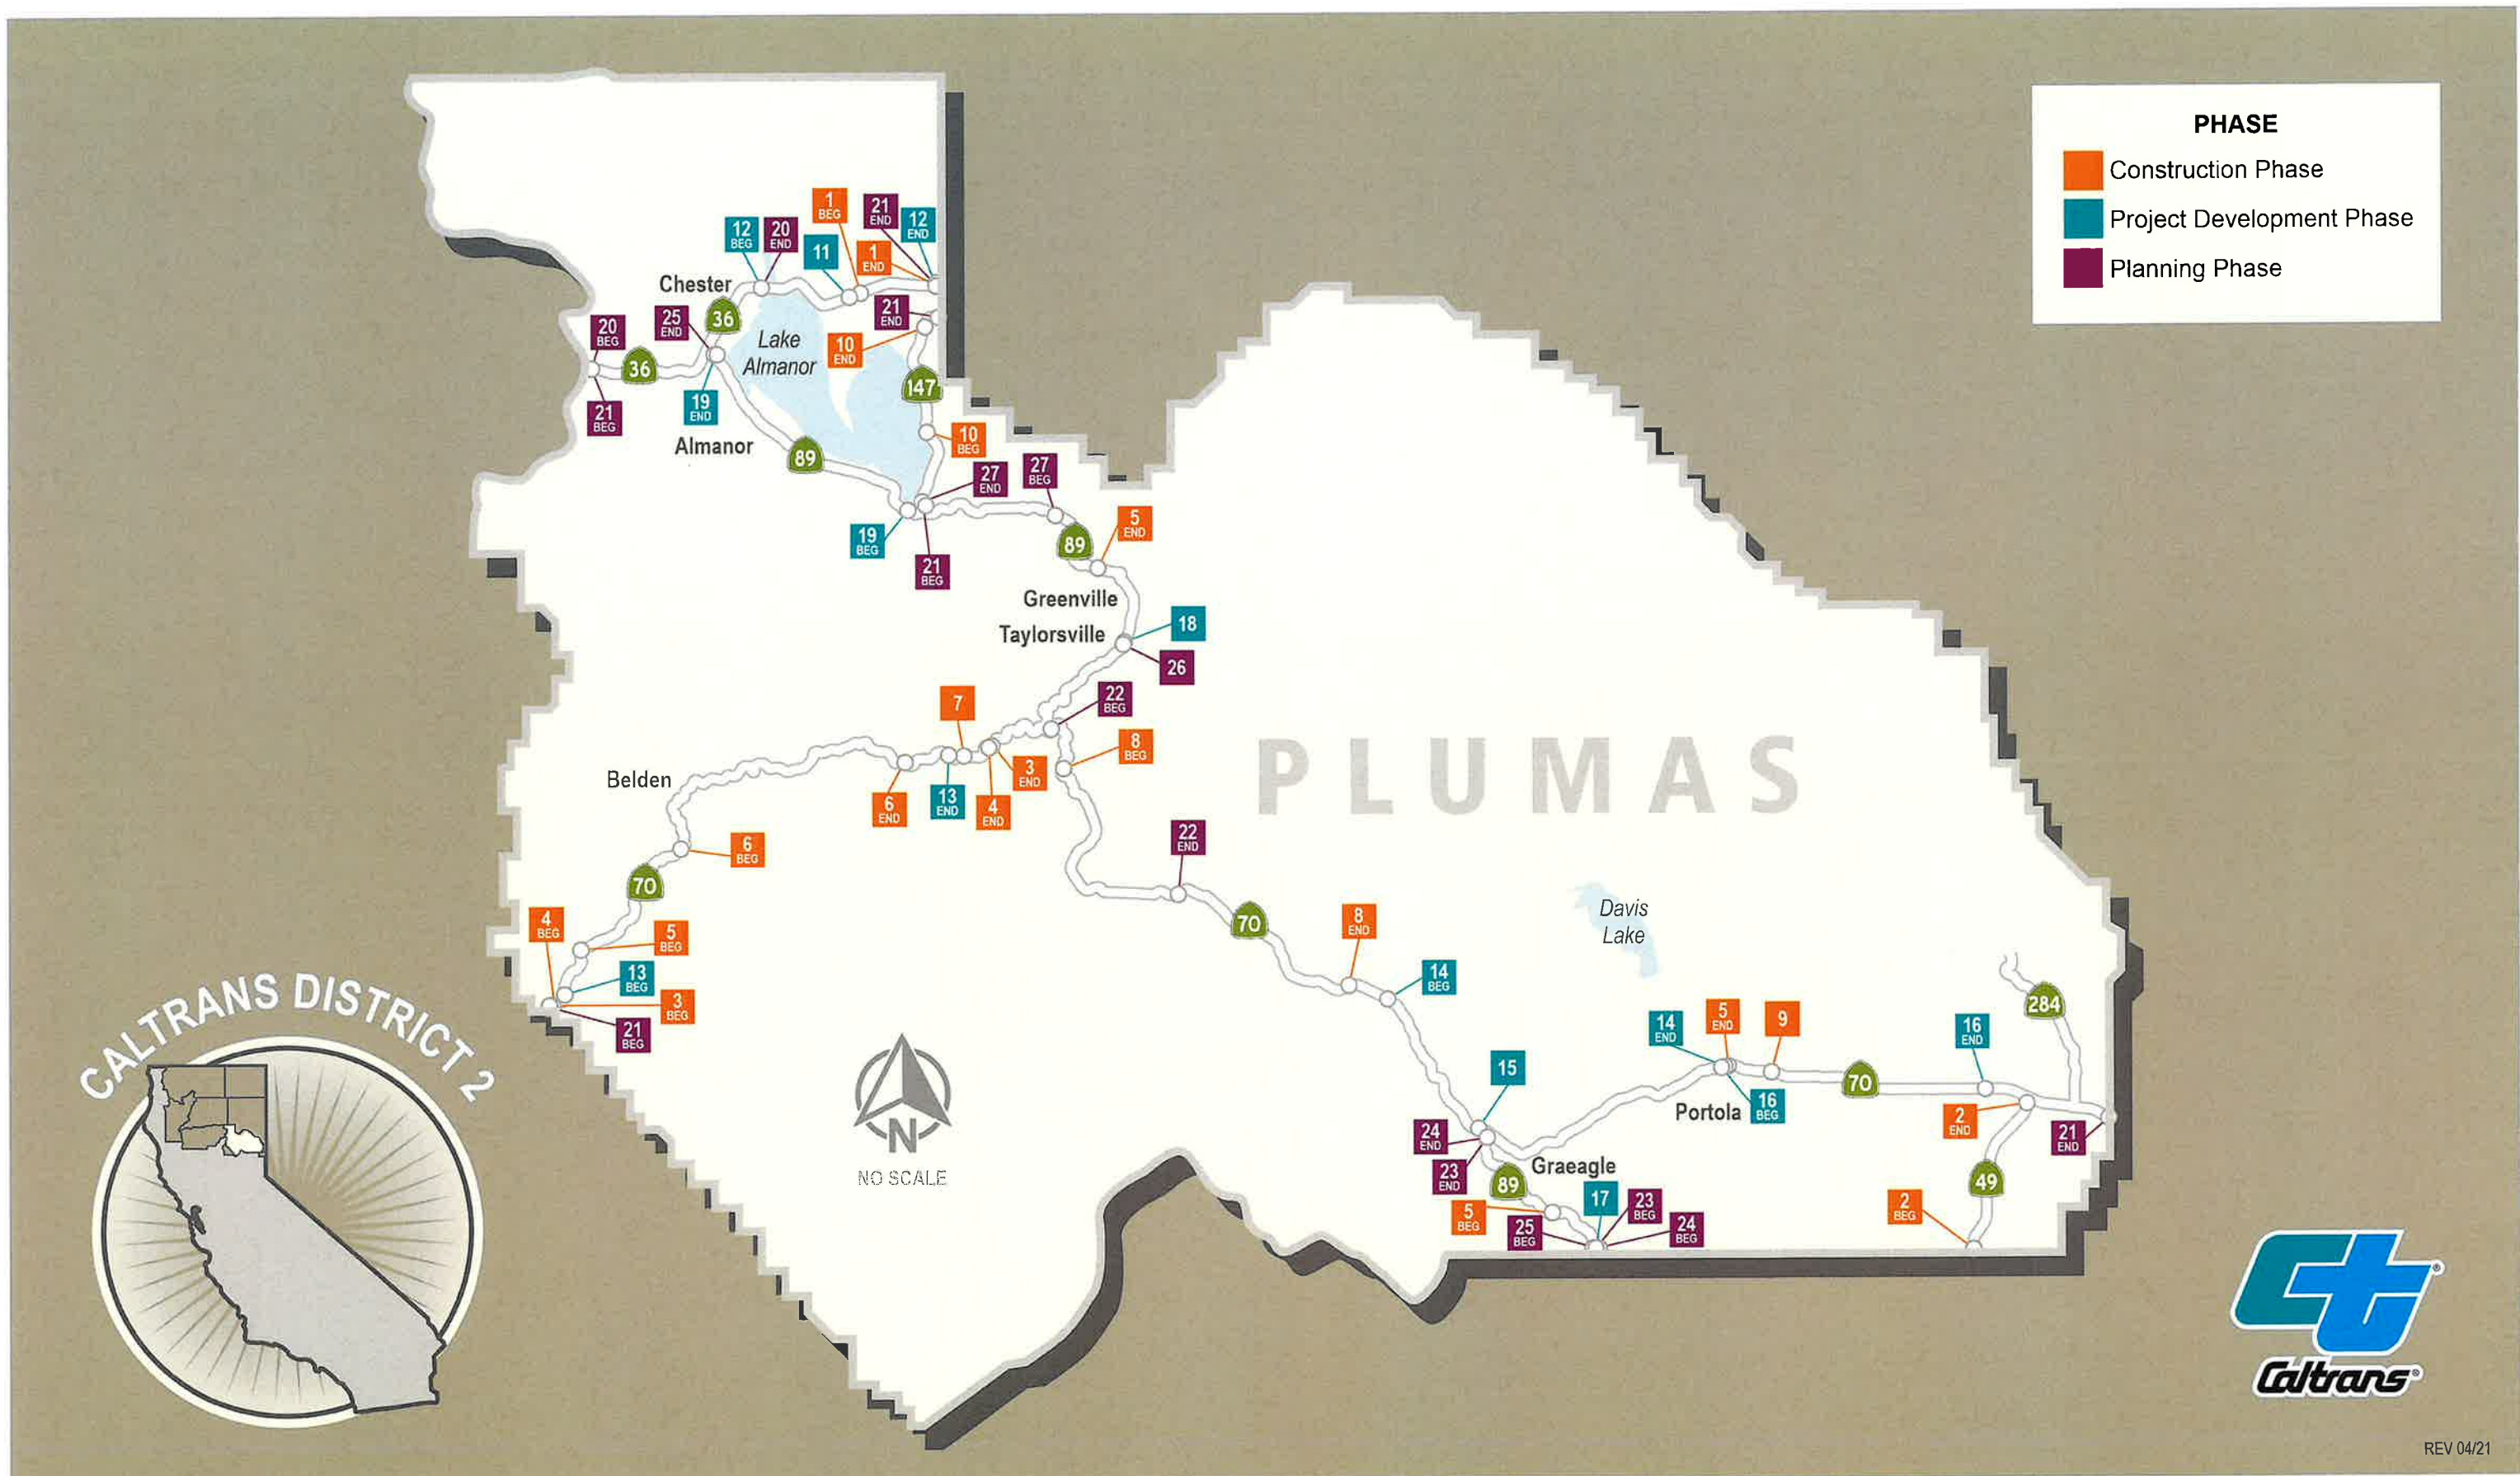 PHASE
Construction Phase
Project Development Phase
Planning Phase
1
BEG
21
END
12
END
12
BEG
20
END
11
1
END
Chester
21
END
25
END
36
20
BEG
Lake
Almanor
10
END
36
147
19
END
21
BEG
Almanor
10
BEG
89
27
END
27
BEG
5
END
19
BEG
89
21
BEG
Greenville
Taylorsville
18
26
22
BEG
7
8
BEG
3
END
PLUMAS
Belden
6
END
13
END
4
END
22
END
6
BEG
70
4
BEG
5
BEG
70
8
END
Davis
Lake
13
BEG
14
BEG
3
BEG
21
BEG
284
14
END
5
END
9
16
END
15
70
Portola
16
BEG
2
END
24
END
21
END
23
END
Graeagle
89
49
17
23
BEG
5
BEG
25
BEG
24
BEG
2
BEG
CALTRANS DISTRICT 2
N
NO SCALE
ct®
Caltrans®
REV 04/21